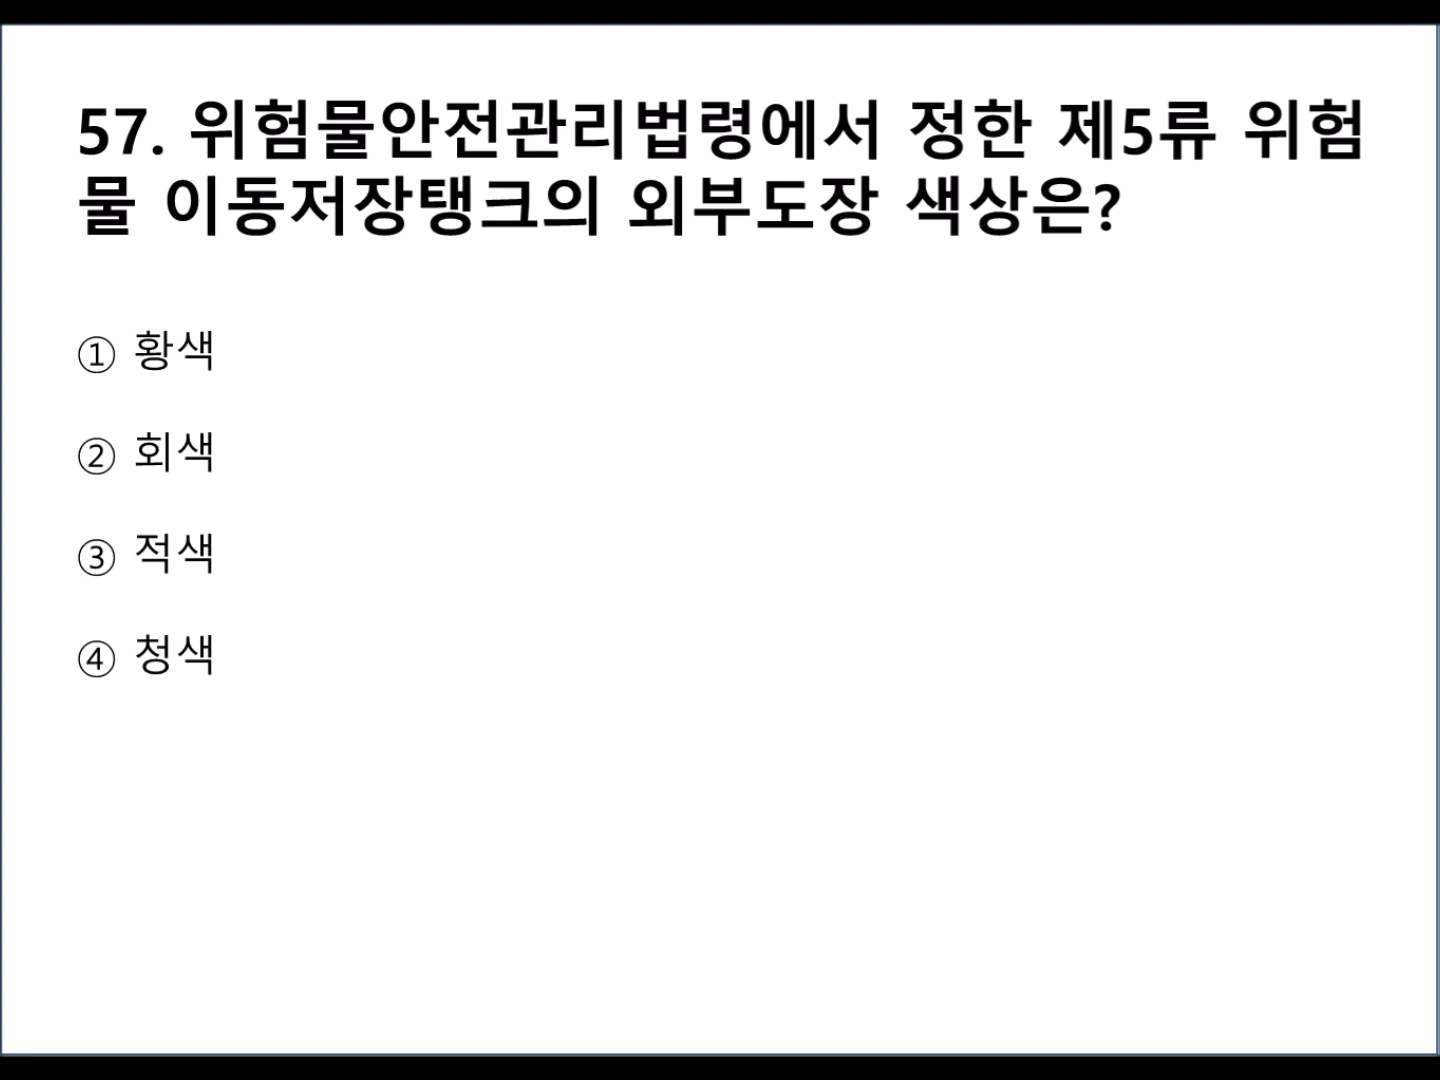 57. 위험물안전관리법령에서 정한 제5류 위험
물 이동저장탱크의 외부도장 색상은?
① 황색
② 회색
③ 적색
④ 청색